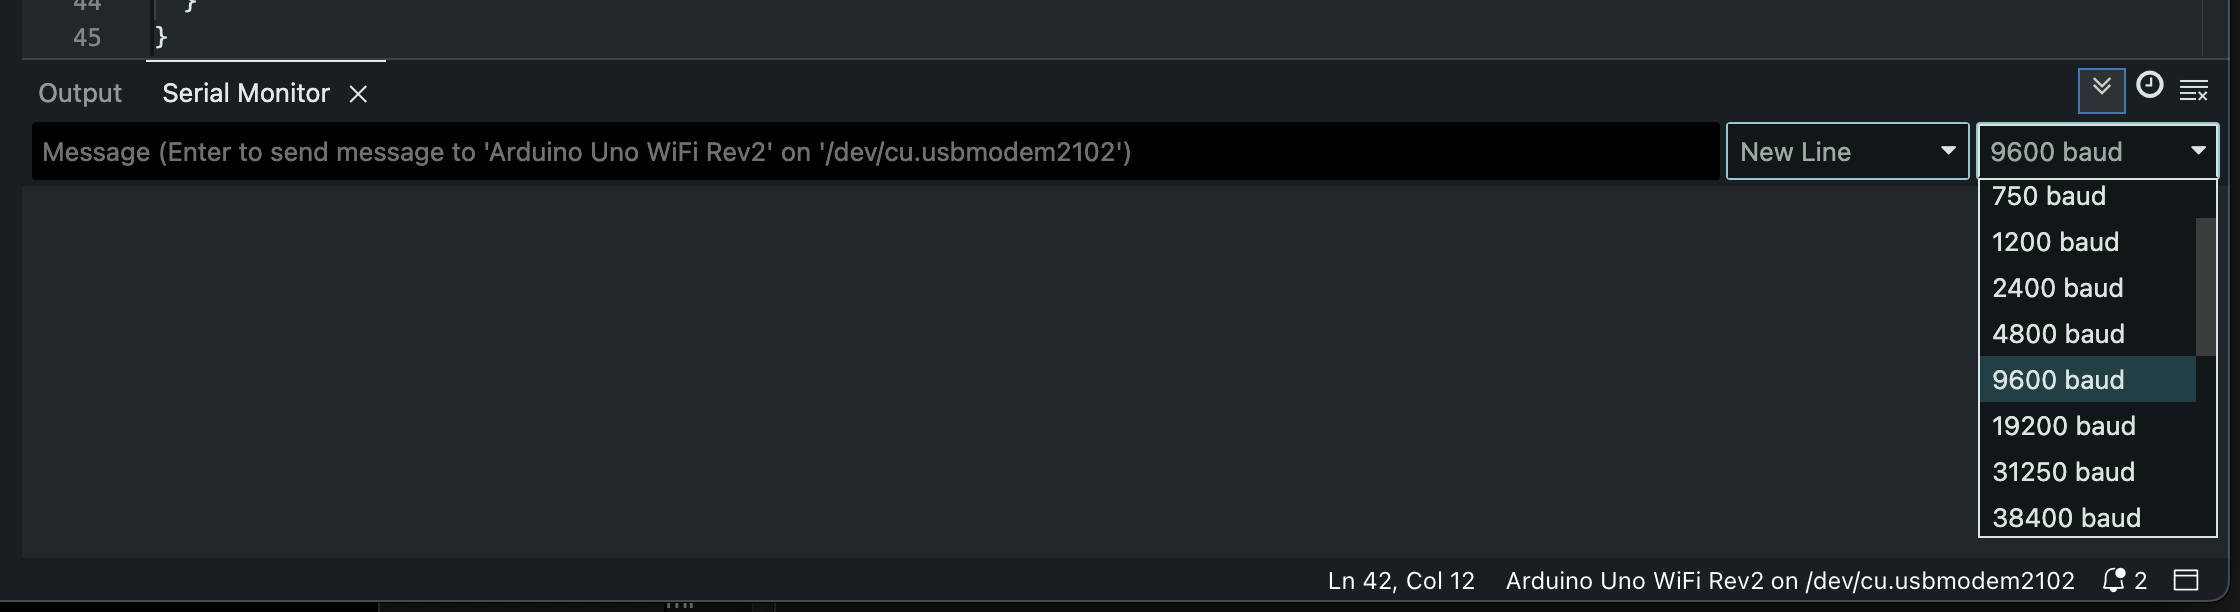 44 }
45 }
Output Serial Monitor
Message (Enter to send message to 'Arduino Uno WiFi Rev2' on '/dev/cu.usbmodem2102')
New Line
9600 baud
750 baud
1200 baud
2400 baud
4800 baud
9600 baud
19200 baud
31250 baud
38400 baud
Ln 42, Col 12 Arduino Uno WiFi Rev2 on /dev/cu.usbmodem2102 2